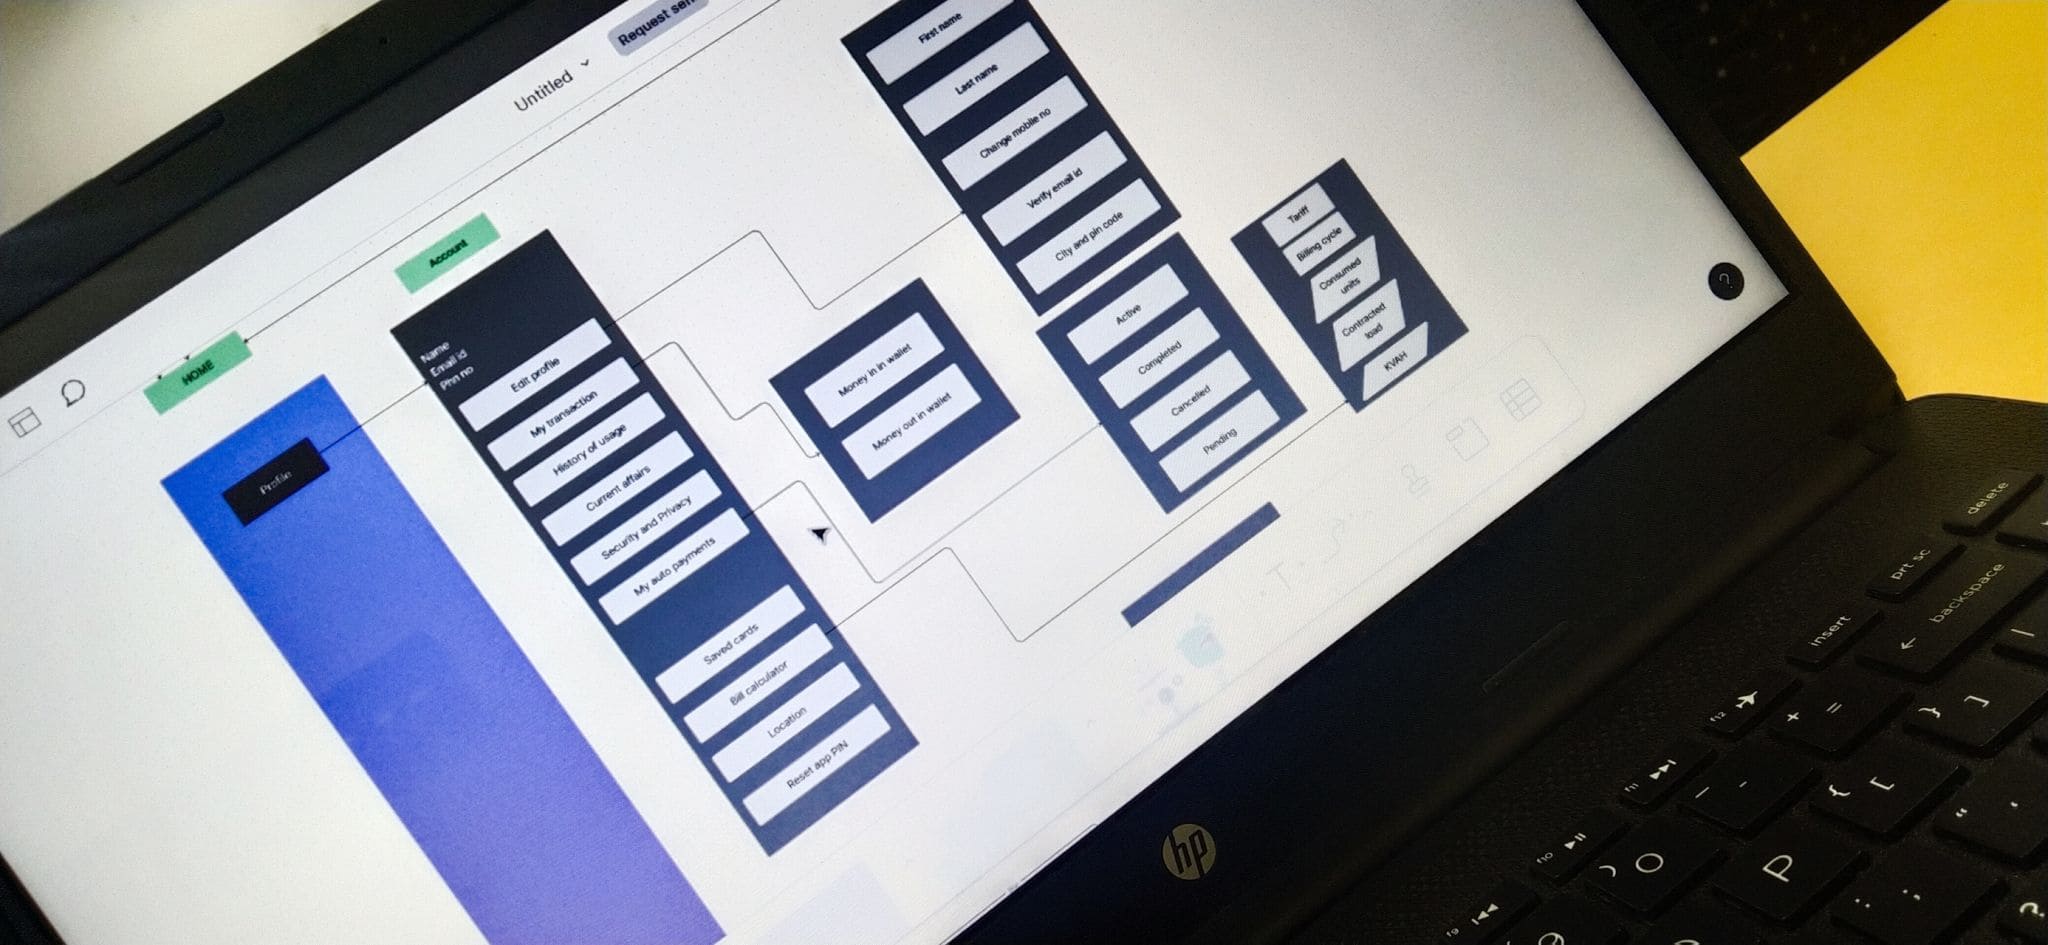 Request sen
Untitled
HOME
Profile
Account
Name
Email id
Phn no
Edit profile
My transaction
History of usage
Current affairs
Security and Privacy
My auto payments
Saved cards
Bill calculator
Location
Reset app PIN
Money in in wallet
Money out in wallet
First name
Last name
Change mobile no
Verify email id
City and pin code
Active
Completed
Cancelled
Pending
Tariff
Billing cycle
Consumed
units
Contracted
load
KVAH
?
hp
delete
prt sc
backspace
insert
f12
+ =
} ]
f11
_ -
{ [
" '
f10
) O
P
: ;
f9
?